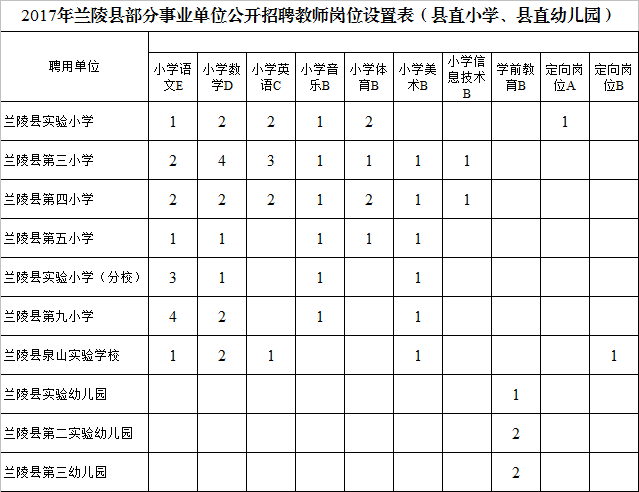 2017年兰陵县部分事业单位公开招聘教师岗位设置表（县直小学、县直幼儿园）
聘用单位 小学语文E 小学数学D 小学英语C 小学音乐B 小学体育B 小学美术B 小学信息技术B 学前教育B 定向岗位A 定向岗位B
兰陵县实验小学 1 2 2 1 2 1
兰陵县第三小学 2 4 3 1 1 1 1
兰陵县第四小学 2 2 2 1 2 1 1
兰陵县第五小学 1 1 1 1 1
兰陵县实验小学（分校） 3 1 1 1
兰陵县第九小学 4 2 1 1
兰陵县泉山实验学校 1 2 1 1 1
兰陵县实验幼儿园 1
兰陵县第二实验幼儿园 2
兰陵县第三幼儿园 2